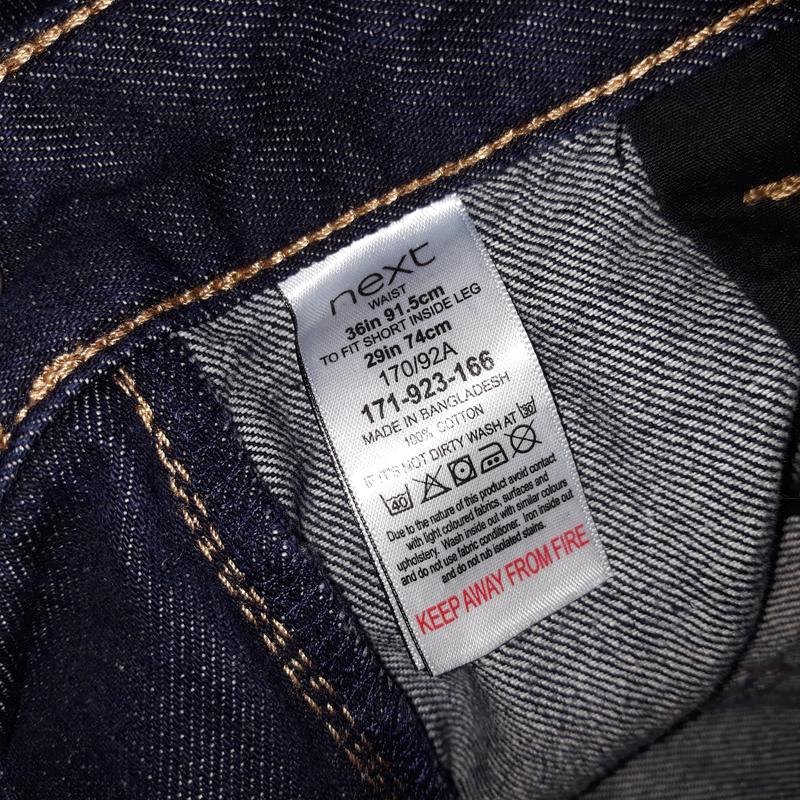 next
WAIST
36in 91.5cm
TO FIT SHORT INSIDE LEG
29in 74cm
170/92A
171-923-166
MADE IN BANGLADESH
100% COTTON
IF IT'S NOT DIRTY WASH AT 30
40
Due to the nature of this product avoid contact
with light coloured fabrics, surfaces and
upholstery. Wash inside out with similar colours
and do not use fabric conditioner. Iron inside out
and do not rub isolated stains.
KEEP AWAY FROM FIRE